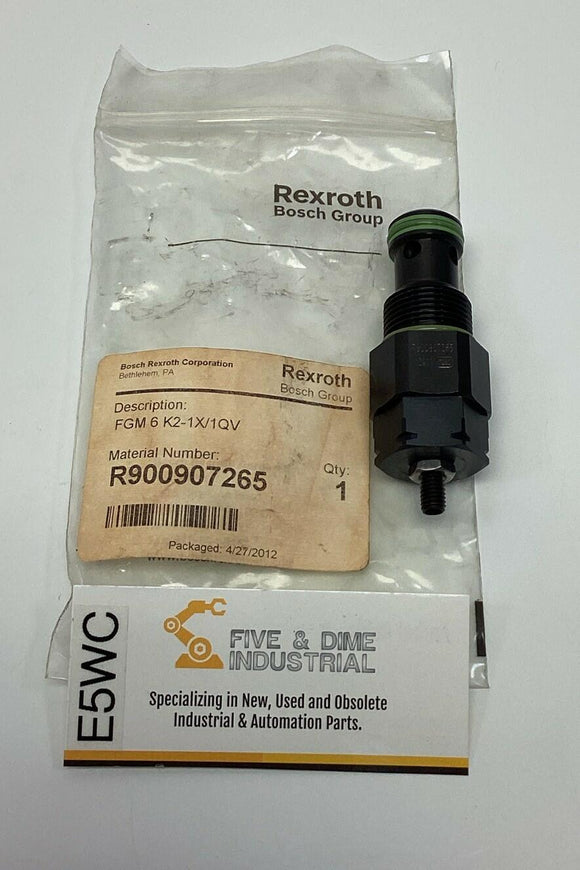 Rexroth
Bosch Group
R900907265
Bosch Rexroth Corporation
Bethlehem, PA
Rexroth
Bosch Group
Description:
FGM 6 K2-1X/1QV
Material Number:
R900907265
Qty:
1
Packaged: 4/27/2012
E5WC
FIVE & DIME
INDUSTRIAL
Specializing in New, Used and Obsolete
Industrial & Automation Parts.